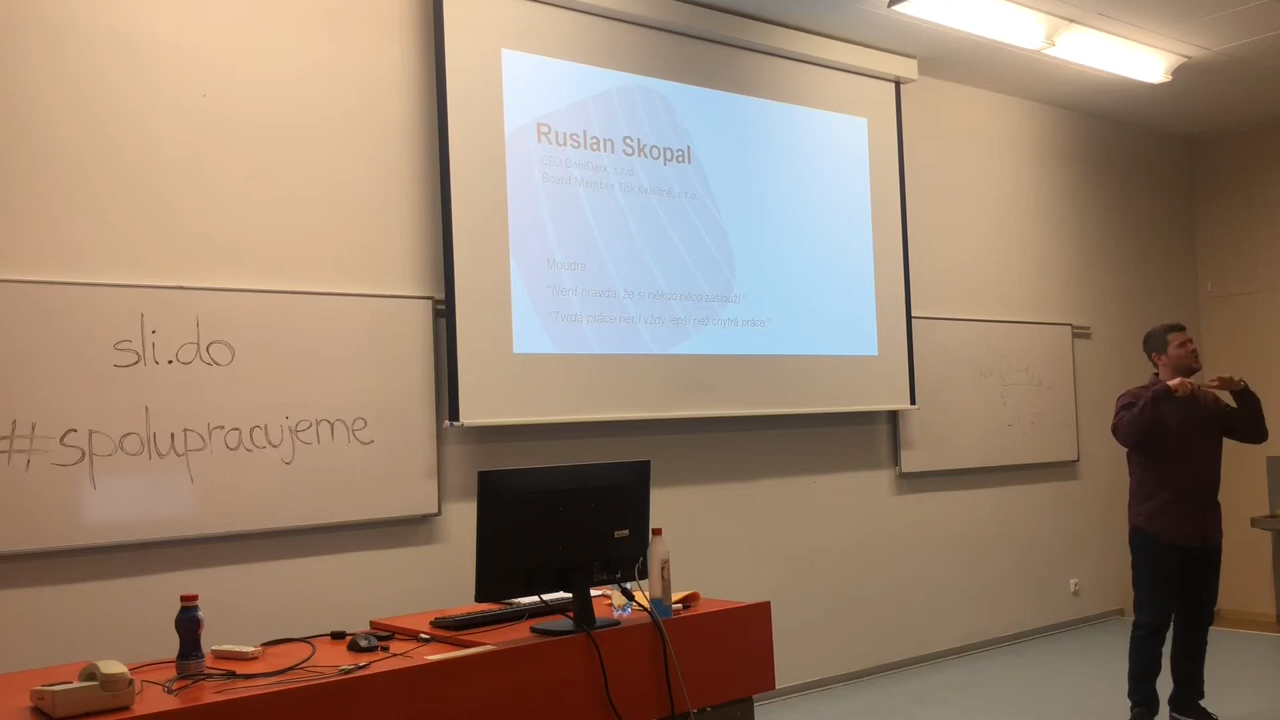 Ruslan Skopal
CEO DaniDarx, s.r.o.
Board Member Tisk Kvalitně, s.r.o.
Moudra:
"Není pravda, že si někdo něco zaslouží."
"Tvrdá práce není vždy lepší než chytrá práce."
sli.do
#spolupracujeme